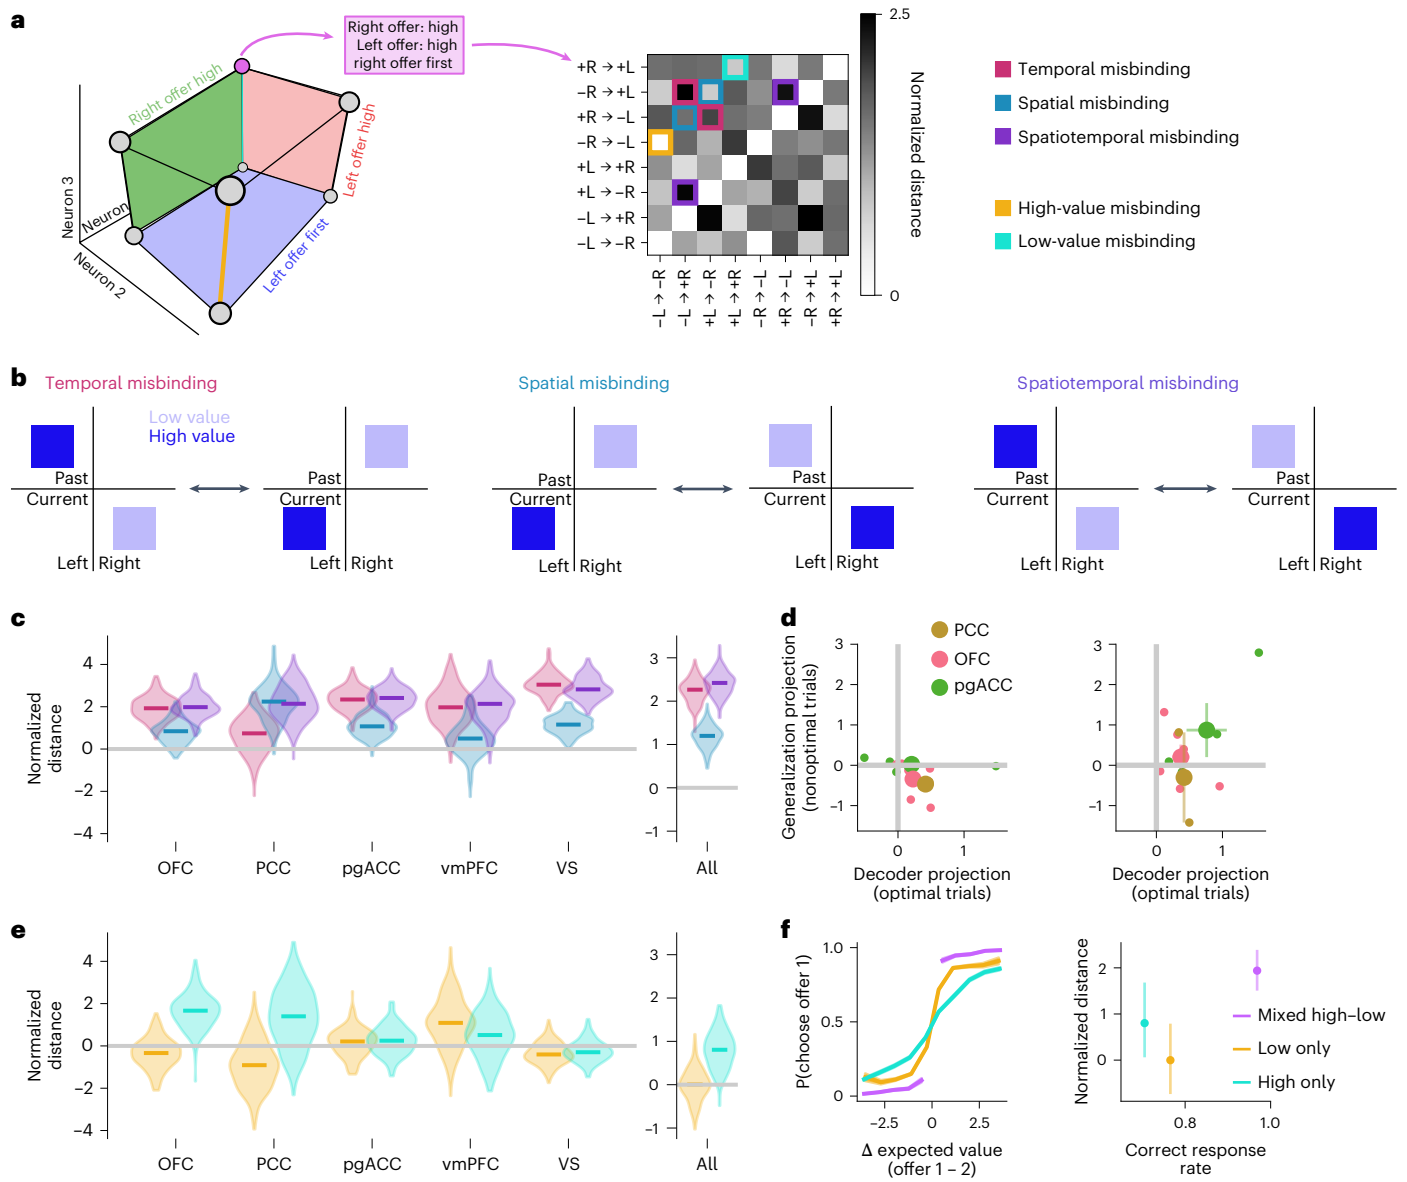 a
Right offer: high
Left offer: high
right offer first
Right offer high
Left offer high
Left offer first
Neuron 3
Neuron
Neuron 2
+R → +L
−R → +L
+R → −L
−R → −L
+L → +R
+L → −R
−L → +R
−L → −R
−L → −R
−L → +R
+L → −R
+L → +R
−R → −L
+R → −L
−R → +L
+R → +L
2.5
0
Normalized distance
Temporal misbinding
Spatial misbinding
Spatiotemporal misbinding
High-value misbinding
Low-value misbinding
b
Temporal misbinding
Spatial misbinding
Spatiotemporal misbinding
Low value
High value
Past
Current
Left
Right
Past
Current
Left
Right
Past
Current
Left
Right
Past
Current
Left
Right
Past
Current
Left
Right
Past
Current
Left
Right
c
Normalized
distance
4
2
0
−2
−4
OFC
PCC
pgACC
vmPFC
VS
3
2
1
0
−1
All
d
PCC
OFC
pgACC
Generalization projection
(nonoptimal trials)
3
2
1
0
−1
0
1
Decoder projection
(optimal trials)
3
2
1
0
−1
0
1
Decoder projection
(optimal trials)
e
Normalized
distance
4
2
0
−2
−4
OFC
PCC
pgACC
vmPFC
VS
3
2
1
0
−1
All
f
P(choose offer 1)
1.0
0.5
0
−2.5
0
2.5
Δ expected value
(offer 1 – 2)
Normalized distance
2
1
0
0.8
1.0
Correct response
rate
Mixed high–low
Low only
High only